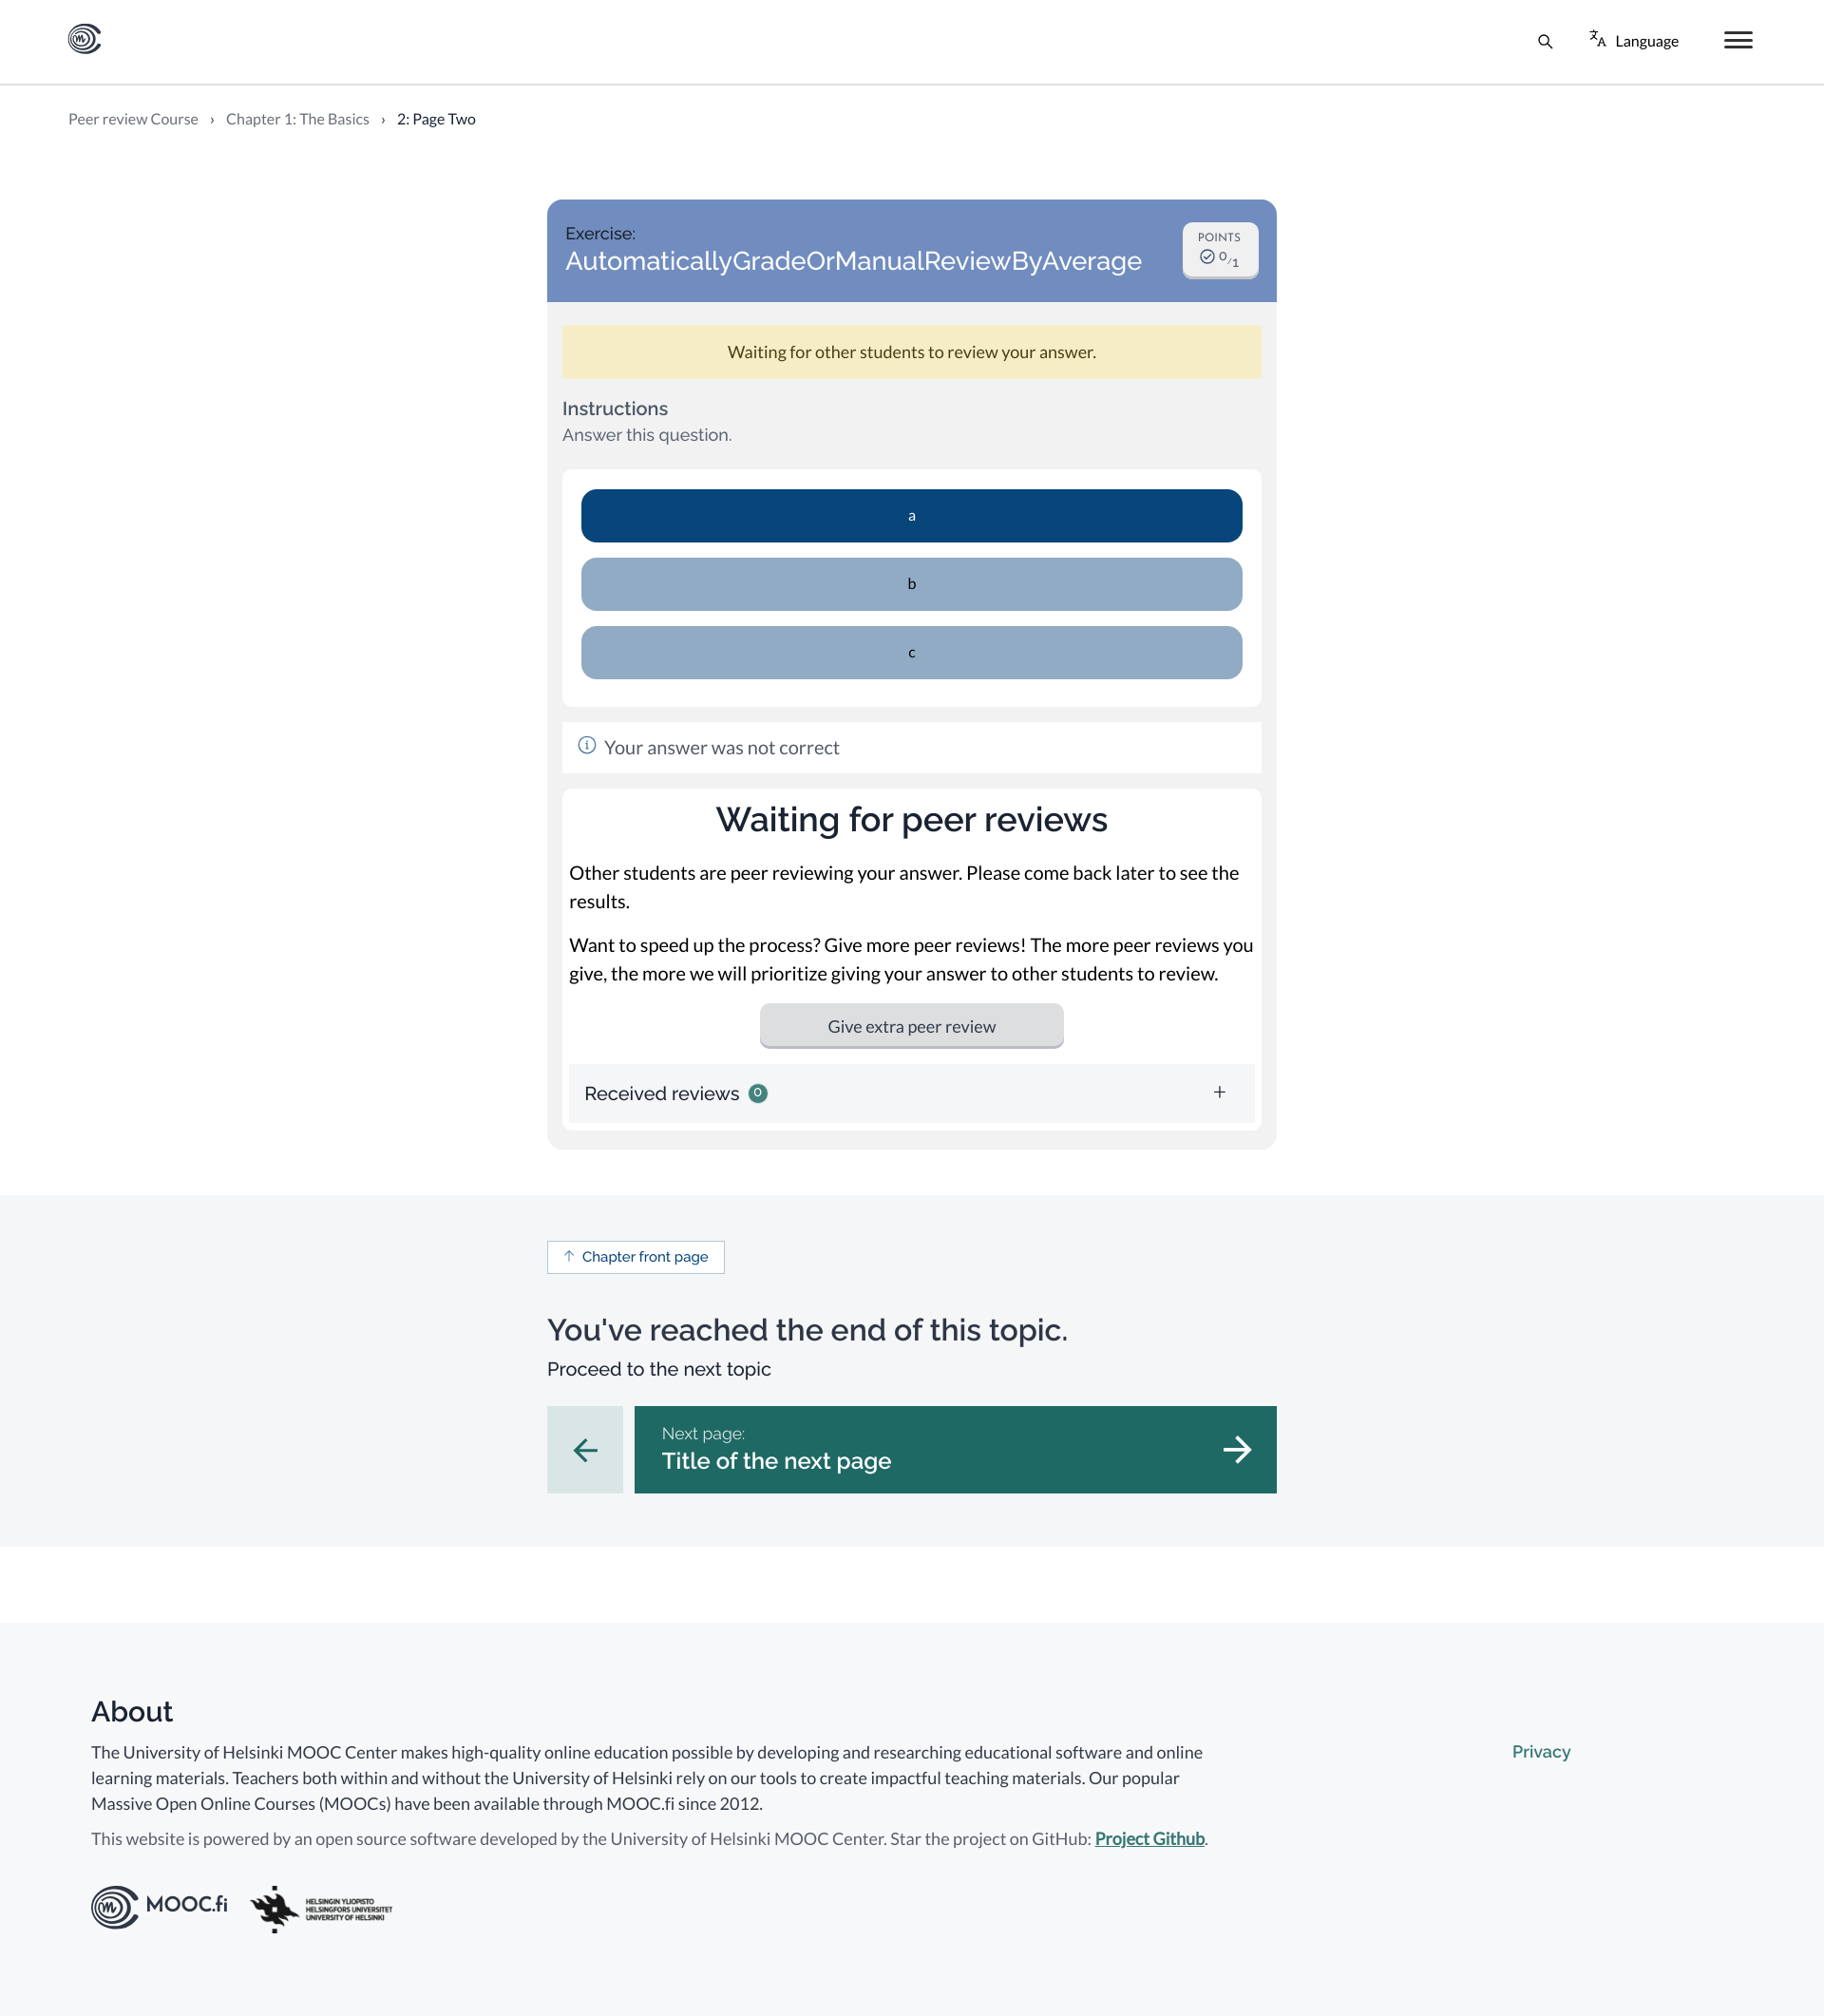 Language
Peer review Course › Chapter 1: The Basics › 2: Page Two
Exercise:
AutomaticallyGradeOrManualReviewByAverage
POINTS
0/1
Waiting for other students to review your answer.
Instructions
Answer this question.
a
b
c
Your answer was not correct
Waiting for peer reviews
Other students are peer reviewing your answer. Please come back later to see the
results.
Want to speed up the process? Give more peer reviews! The more peer reviews you
give, the more we will prioritize giving your answer to other students to review.
Give extra peer review
Received reviews 0 +
Chapter front page
You've reached the end of this topic.
Proceed to the next topic
Next page:
Title of the next page
About
The University of Helsinki MOOC Center makes high-quality online education possible by developing and researching educational software and online
learning materials. Teachers both within and without the University of Helsinki rely on our tools to create impactful teaching materials. Our popular
Massive Open Online Courses (MOOCs) have been available through MOOC.fi since 2012.
This website is powered by an open source software developed by the University of Helsinki MOOC Center. Star the project on GitHub: Project Github.
Privacy
MOOC.fi
HELSINGIN YLIOPISTO
HELSINGFORS UNIVERSITET
UNIVERSITY OF HELSINKI